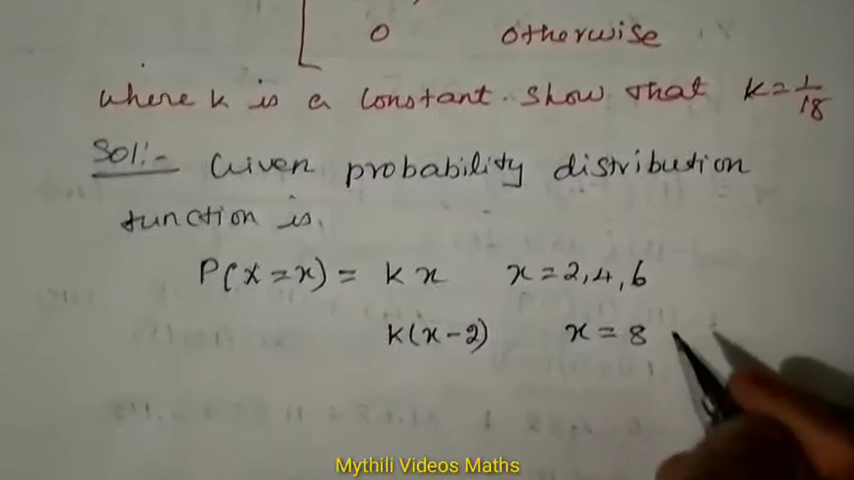 0 otherwise
where k is a constant. show that k = 1/18
Sol:- Given probability distribution
function is.
P(X=x) = kx x = 2,4,6
k(x-2) x = 8
Mythili Videos Maths